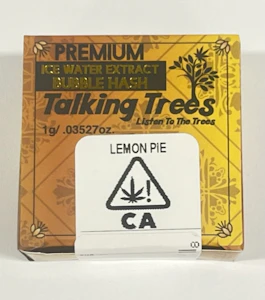 PREMIUM
ICE WATER EXTRACT
BUBBLE HASH
Talking Trees
Listen To The Trees
1g/ .03527oz
LEMON PIE
!
CA